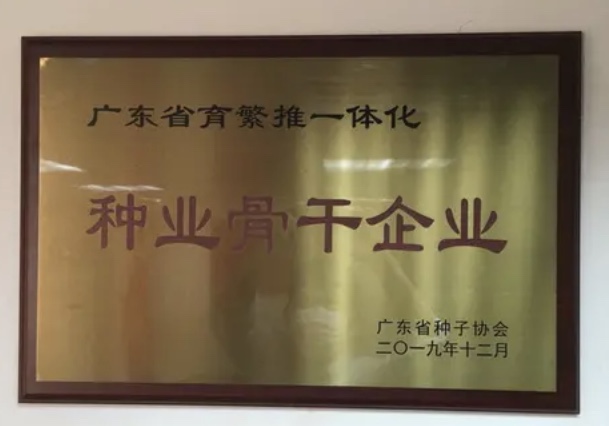 广东省育繁推一体化
种业骨干企业
广东省种子协会
二〇一九年十二月